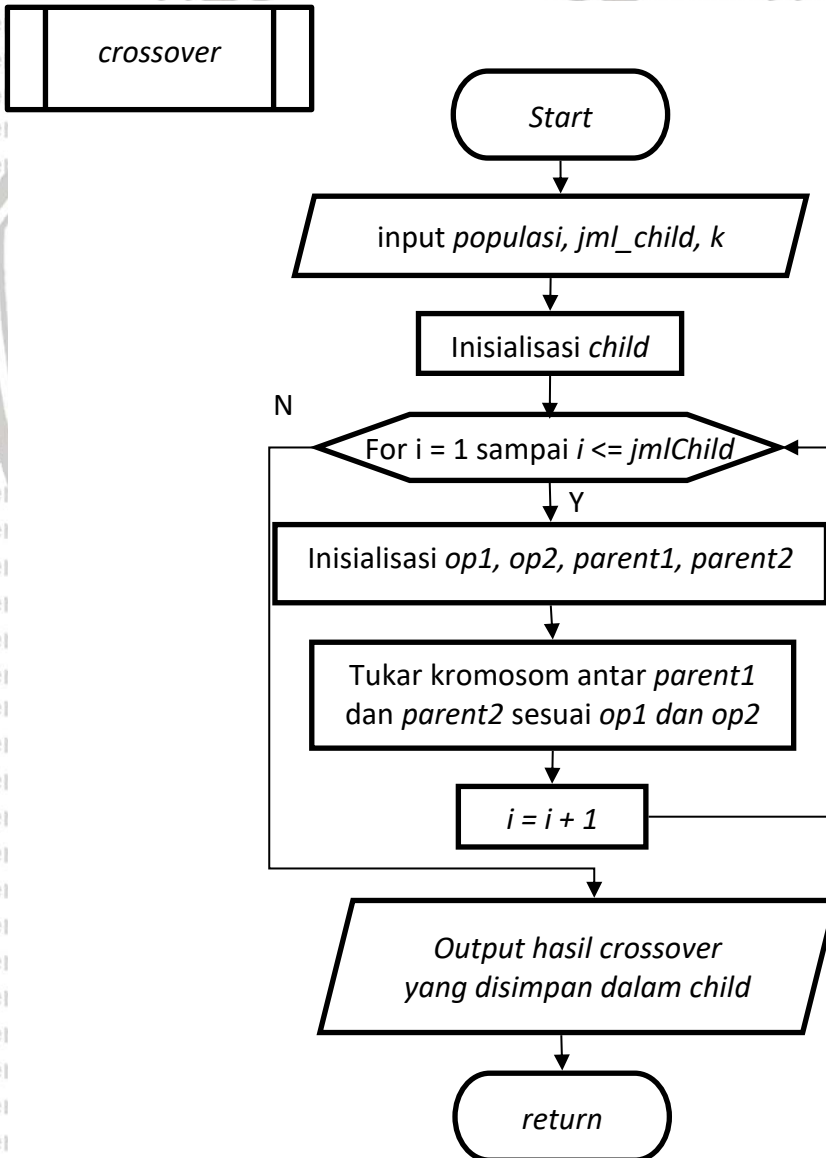 crossover
Start
input populasi, jml_child, k
Inisialisasi child
N
For i = 1 sampai i <= jmlChild
Y
Inisialisasi op1, op2, parent1, parent2
Tukar kromosom antar parent1
dan parent2 sesuai op1 dan op2
i = i + 1
Output hasil crossover
yang disimpan dalam child
return